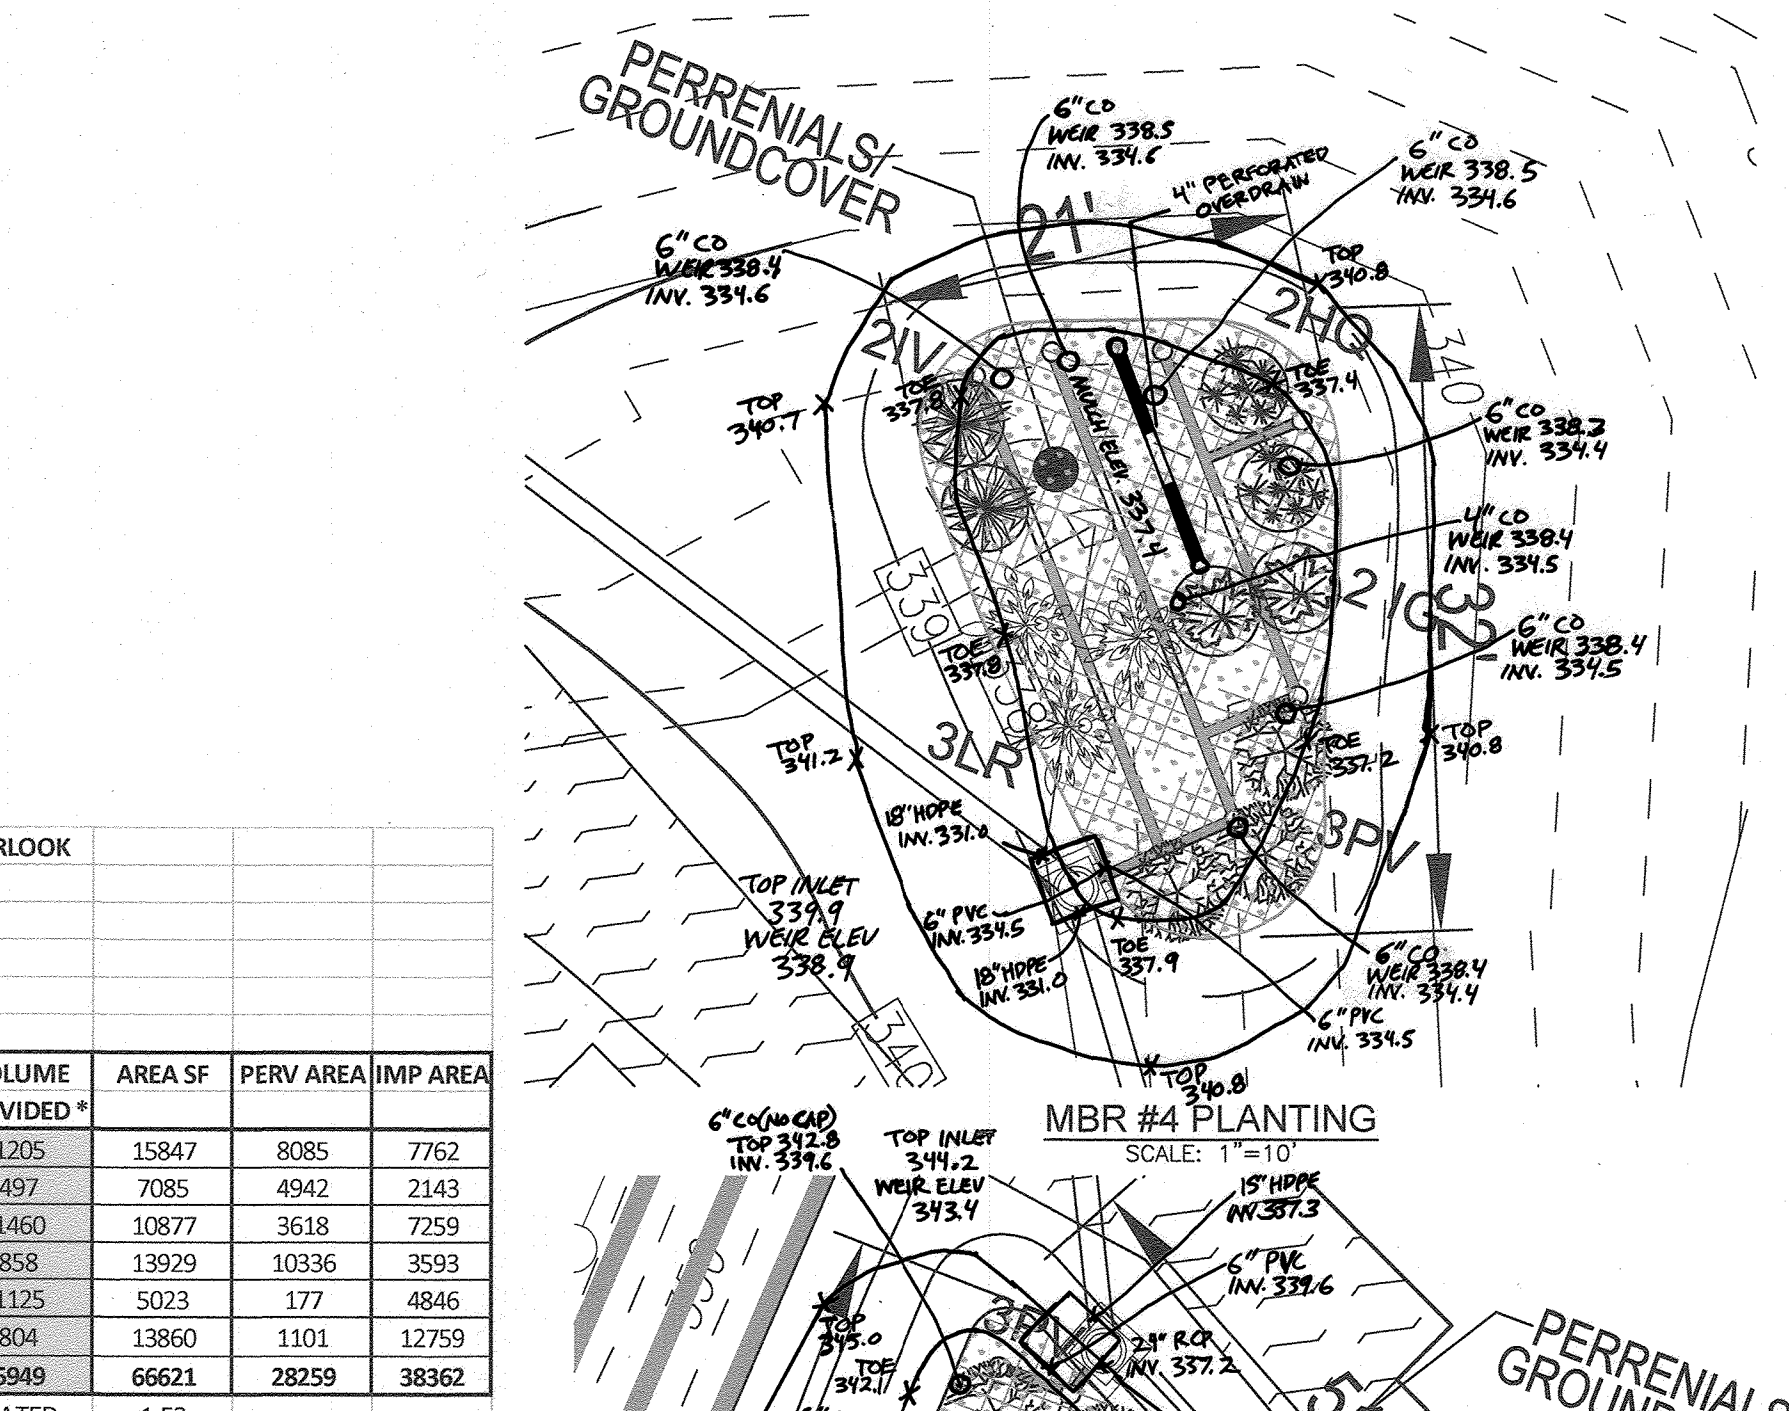 PERRENIALS/
GROUNDCOVER
6" CO
WEIR 338.5
INV. 334.6
4" PERFORATED
OVERDRAIN
6" CO
WEIR 338.5
INV. 334.6
21'
6" CO
WEIR 338.4
INV. 334.6
TOP
340.8
2IV
2HQ
340
TOE
337.8
TOE
337.4
TOP
340.7
MULCH ELEV. 337.4
6" CO
INV. 334.4
4" CO
WEIR 338.4
INV. 334.5
339
2 IG
32'
6" CO
WEIR 338.4
INV. 334.5
TOE
337.8
338
TOP
341.2
3LR
TOE
337.2
TOP
340.8
18" HDPE
INV. 331.0
3PV
TOP INLET
339.9
WEIR ELEV
338.9
6" PVC
INV. 334.5
TOE
337.9
18" HDPE
INV. 331.0
6" CO
WEIR 338.4
INV. 334.4
6" PVC
INV. 334.5
340
TOP
340.8
MBR #4 PLANTING
SCALE: 1"=10'
RLOOK
LUME AREA SF PERV AREA IMP AREA
VIDED *
1205 15847 8085 7762
497 7085 4942 2143
1460 10877 3618 7259
858 13929 10336 3593
1125 5023 177 4846
804 13860 1101 12759
5949 66621 28259 38362
6" CO (NO CAP)
TOP 342.8
INV. 339.6
TOP INLET
344.2
WEIR ELEV
343.4
15" HDPE
INV 337.3
6" PVC
INV. 339.6
3PV
TOP
345.0
TOE
342.1
24" RCP
INV. 337.2
PERRENIALS
GROUND